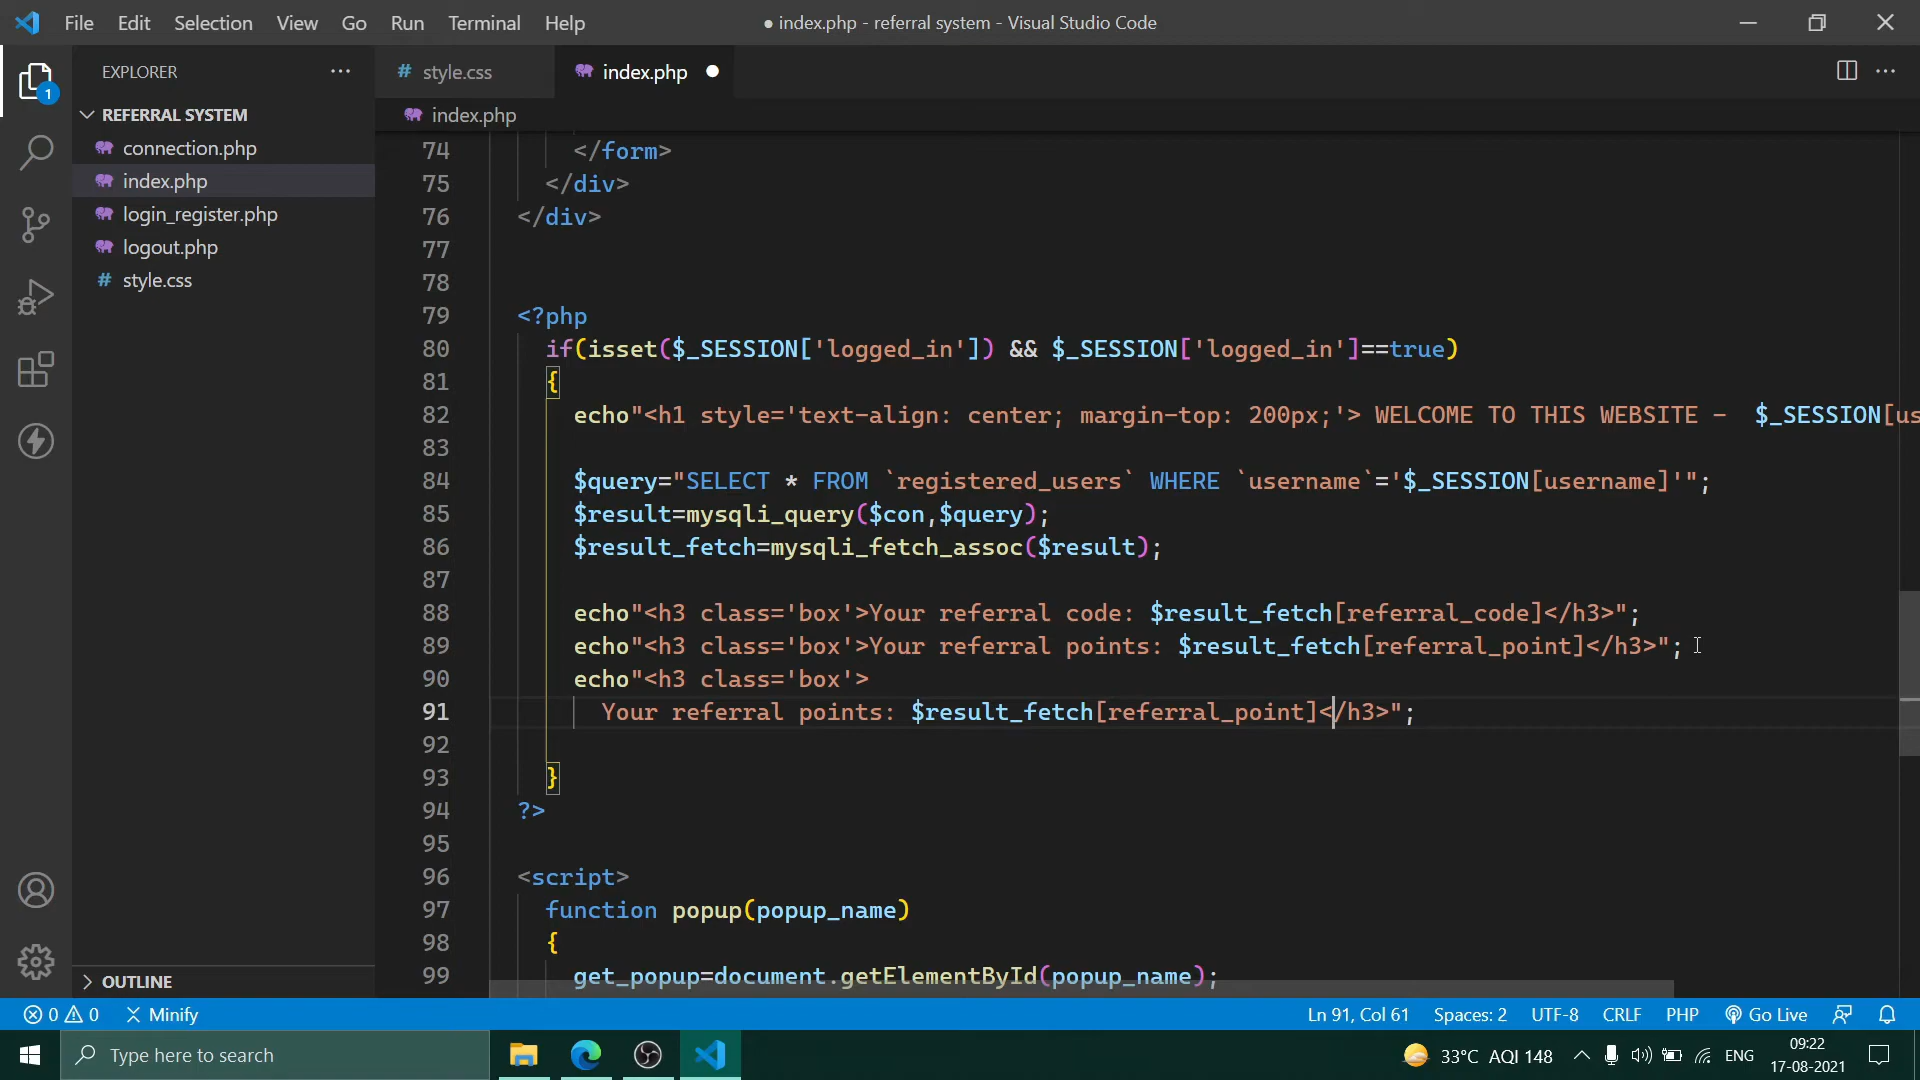 File Edit Selection View Go Run Terminal Help ● index.php - referral system - Visual Studio Code
EXPLORER ··· # style.css index.php ●
REFERRAL SYSTEM index.php
connection.php
index.php
login_register.php
logout.php
# style.css
1
74 </form>
75 </div>
76 </div>
77
78
79 <?php
80 if(isset($_SESSION['logged_in']) && $_SESSION['logged_in']==true)
81 {
82 echo"<h1 style='text-align: center; margin-top: 200px;'> WELCOME TO THIS WEBSITE -  $_SESSION[us
83
84 $query="SELECT * FROM `registered_users` WHERE `username`='$_SESSION[username]'";
85 $result=mysqli_query($con,$query);
86 $result_fetch=mysqli_fetch_assoc($result);
87
88 echo"<h3 class='box'>Your referral code: $result_fetch[referral_code]</h3>";
89 echo"<h3 class='box'>Your referral points: $result_fetch[referral_point]</h3>";
90 echo"<h3 class='box'>
91 Your referral points: $result_fetch[referral_point]</h3>";
92
93 }
94 ?>
95
96 <script>
97 function popup(popup_name)
98 {
99 get_popup=document.getElementById(popup_name);
OUTLINE
0 0 Minify Ln 91, Col 61 Spaces: 2 UTF-8 CRLF PHP Go Live
Type here to search 33°C AQI 148 ENG 09:22
17-08-2021